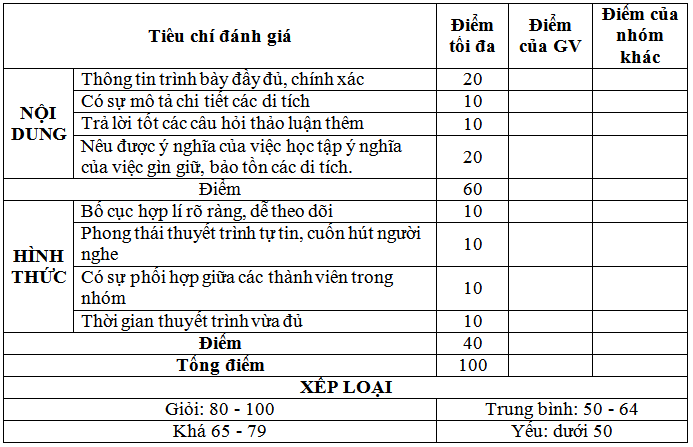 Tiêu chí đánh giá
Điểm
tối đa
Điểm
của GV
Điểm của
nhóm
khác
NỘI
DUNG
Thông tin trình bày đầy đủ, chính xác
20
Có sự mô tả chi tiết các di tích
10
Trả lời tốt các câu hỏi thảo luận thêm
10
Nêu được ý nghĩa của việc học tập ý nghĩa
của việc gìn giữ, bảo tồn các di tích.
20
Điểm
60
HÌNH
THỨC
Bố cục hợp lí rõ ràng, dễ theo dõi
10
Phong thái thuyết trình tự tin, cuốn hút người
nghe
10
Có sự phối hợp giữa các thành viên trong
nhóm
10
Thời gian thuyết trình vừa đủ
10
Điểm
40
Tổng điểm
100
XẾP LOẠI
Giỏi: 80 - 100
Trung bình: 50 - 64
Khá 65 - 79
Yếu: dưới 50